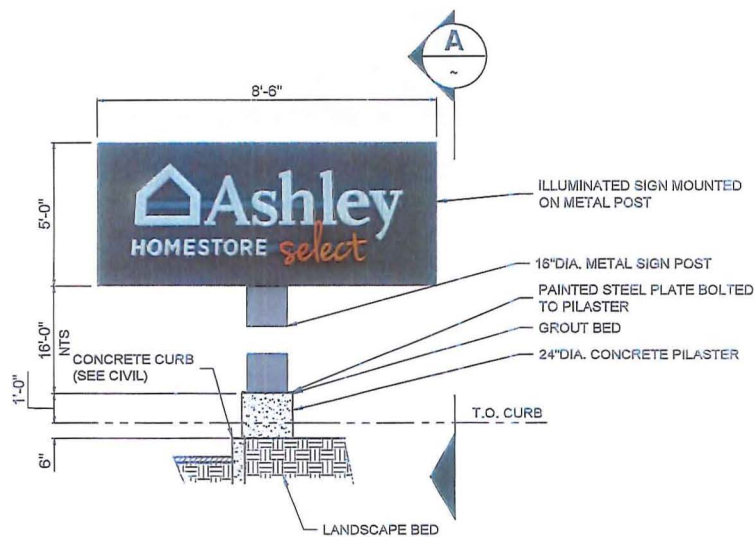 A
~
8'-6"
5'-0"
Ashley
HOMESTORE select
ILLUMINATED SIGN MOUNTED
ON METAL POST
16"DIA. METAL SIGN POST
PAINTED STEEL PLATE BOLTED
TO PILASTER
GROUT BED
24"DIA. CONCRETE PILASTER
16'-0"
NTS
CONCRETE CURB
(SEE CIVIL)
1'-0"
T.O. CURB
6"
LANDSCAPE BED